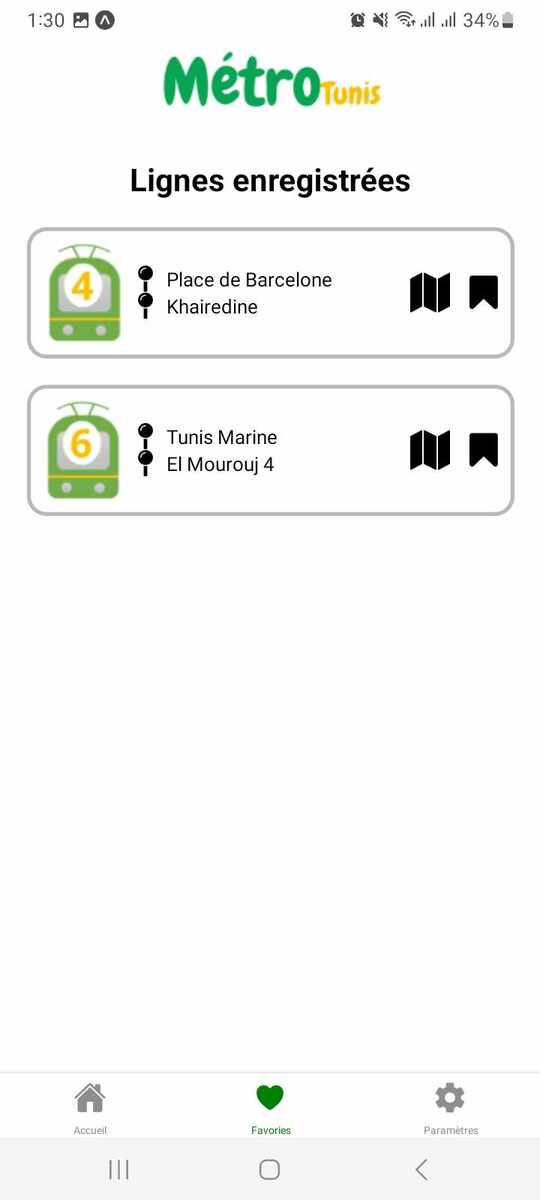 1:30
34%
Métro Tunis
Lignes enregistrées
4
Place de Barcelone
Khairedine
6
Tunis Marine
El Mourouj 4
Accueil
Favories
Paramètres